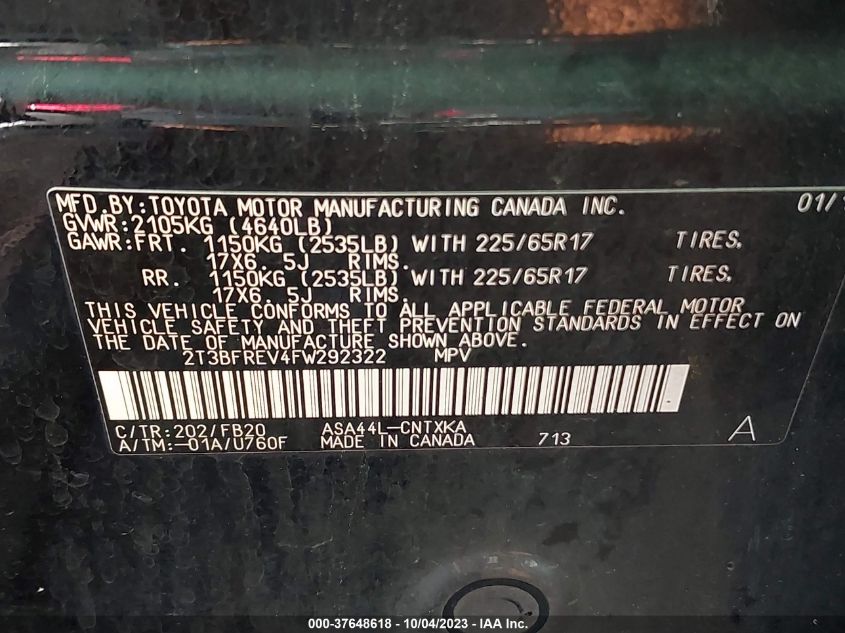 MFD.BY:TOYOTA MOTOR MANUFACTURING CANADA INC. 01/1
GVWR:2105KG (4640LB)
GAWR:FRT. 1150KG (2535LB) WITH 225/65R17 TIRES.
17X6. 5J RIMS.
RR. 1150KG (2535LB) WITH 225/65R17 TIRES.
17X6. 5J RIMS.
THIS VEHICLE CONFORMS TO ALL APPLICABLE FEDERAL MOTOR
VEHICLE SAFETY AND THEFT PREVENTION STANDARDS IN EFFECT ON
THE DATE OF MANUFACTURE SHOWN ABOVE.
2T3BFREV4FW292322 MPV
C/TR:202/FB20 ASA44L-CNTXKA
A/TM:-01A/U760F MADE IN CANADA 713 A
000-37648618 - 10/04/2023 - IAA Inc.